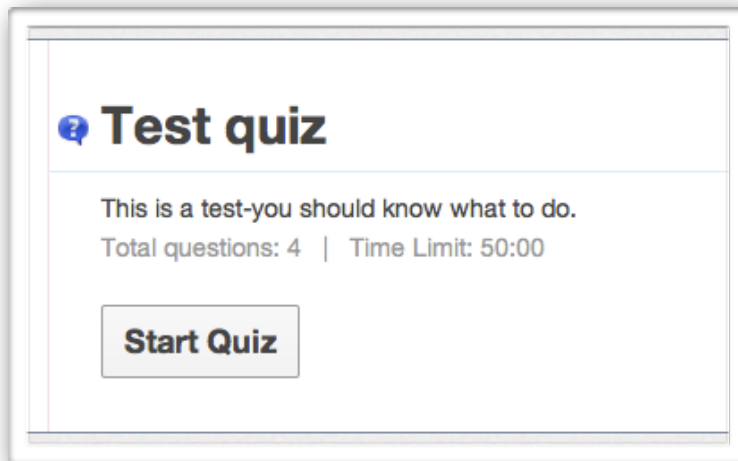 Test quiz
This is a test-you should know what to do.
Total questions: 4 | Time Limit: 50:00
Start Quiz